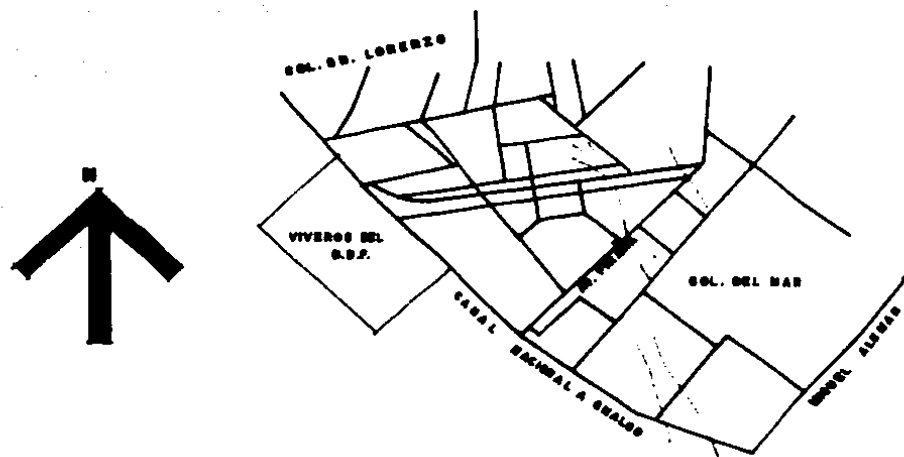 COL. SN. LORENZO
N
VIVEROS DEL
D.D.F.
COL. DEL MAR
CANAL NACIONAL A CHALCO
MIGUEL ALEMAN